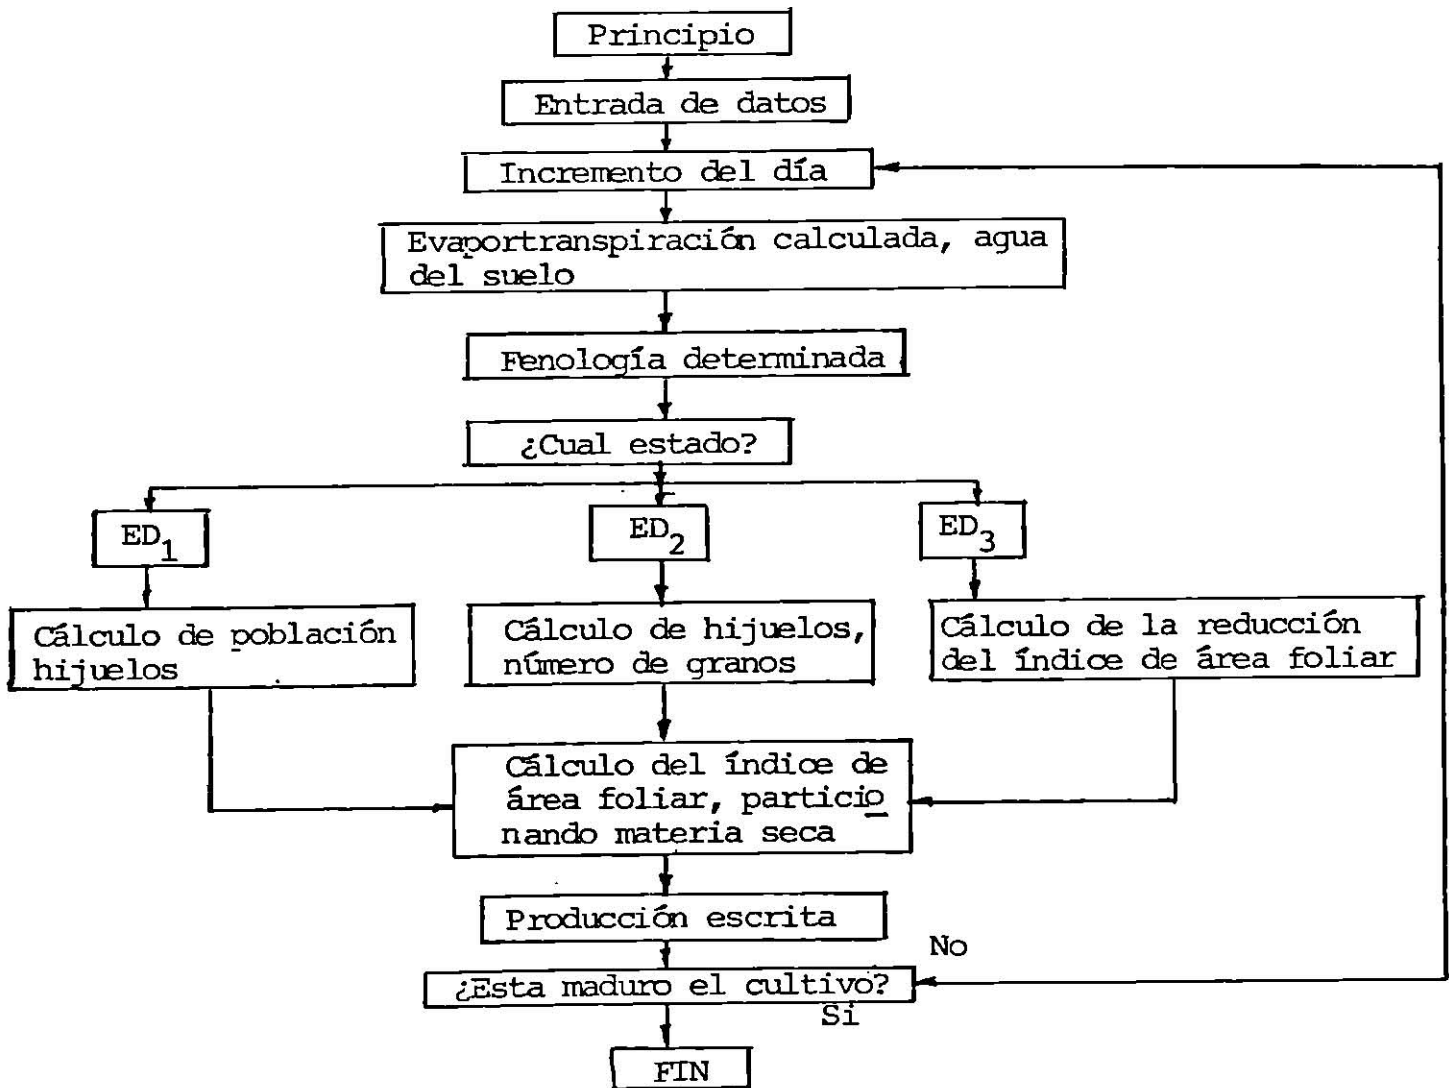 Principio
Entrada de datos
Incremento del día
Evaportranspiración calculada, agua
del suelo
Fenología determinada
¿Cual estado?
ED₁
ED₂
ED₃
Cálculo de población
hijuelos
Cálculo de hijuelos,
número de granos
Cálculo de la reducción
del índice de área foliar
Cálculo del índice de
área foliar, particio
nando materia seca
Producción escrita
No
¿Esta maduro el cultivo?
Si
FIN